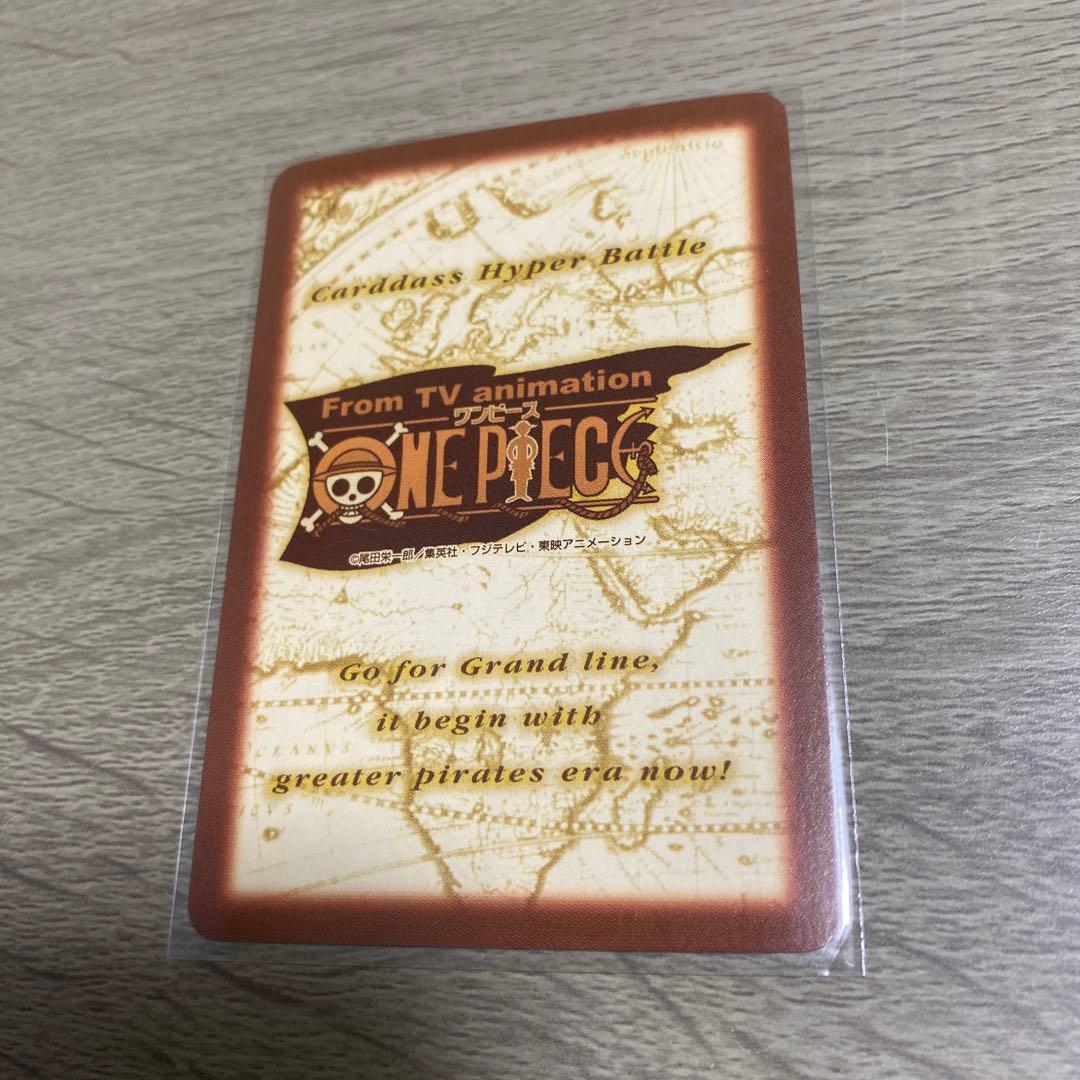 Septentrio
Carddass Hyper Battle
From TV animation
ワンピース
ONE PIECE
©尾田栄一郎／集英社・フジテレビ・東映アニメーション
Go for Grand line,
it begin with
OCEANVS
greater pirates era now!